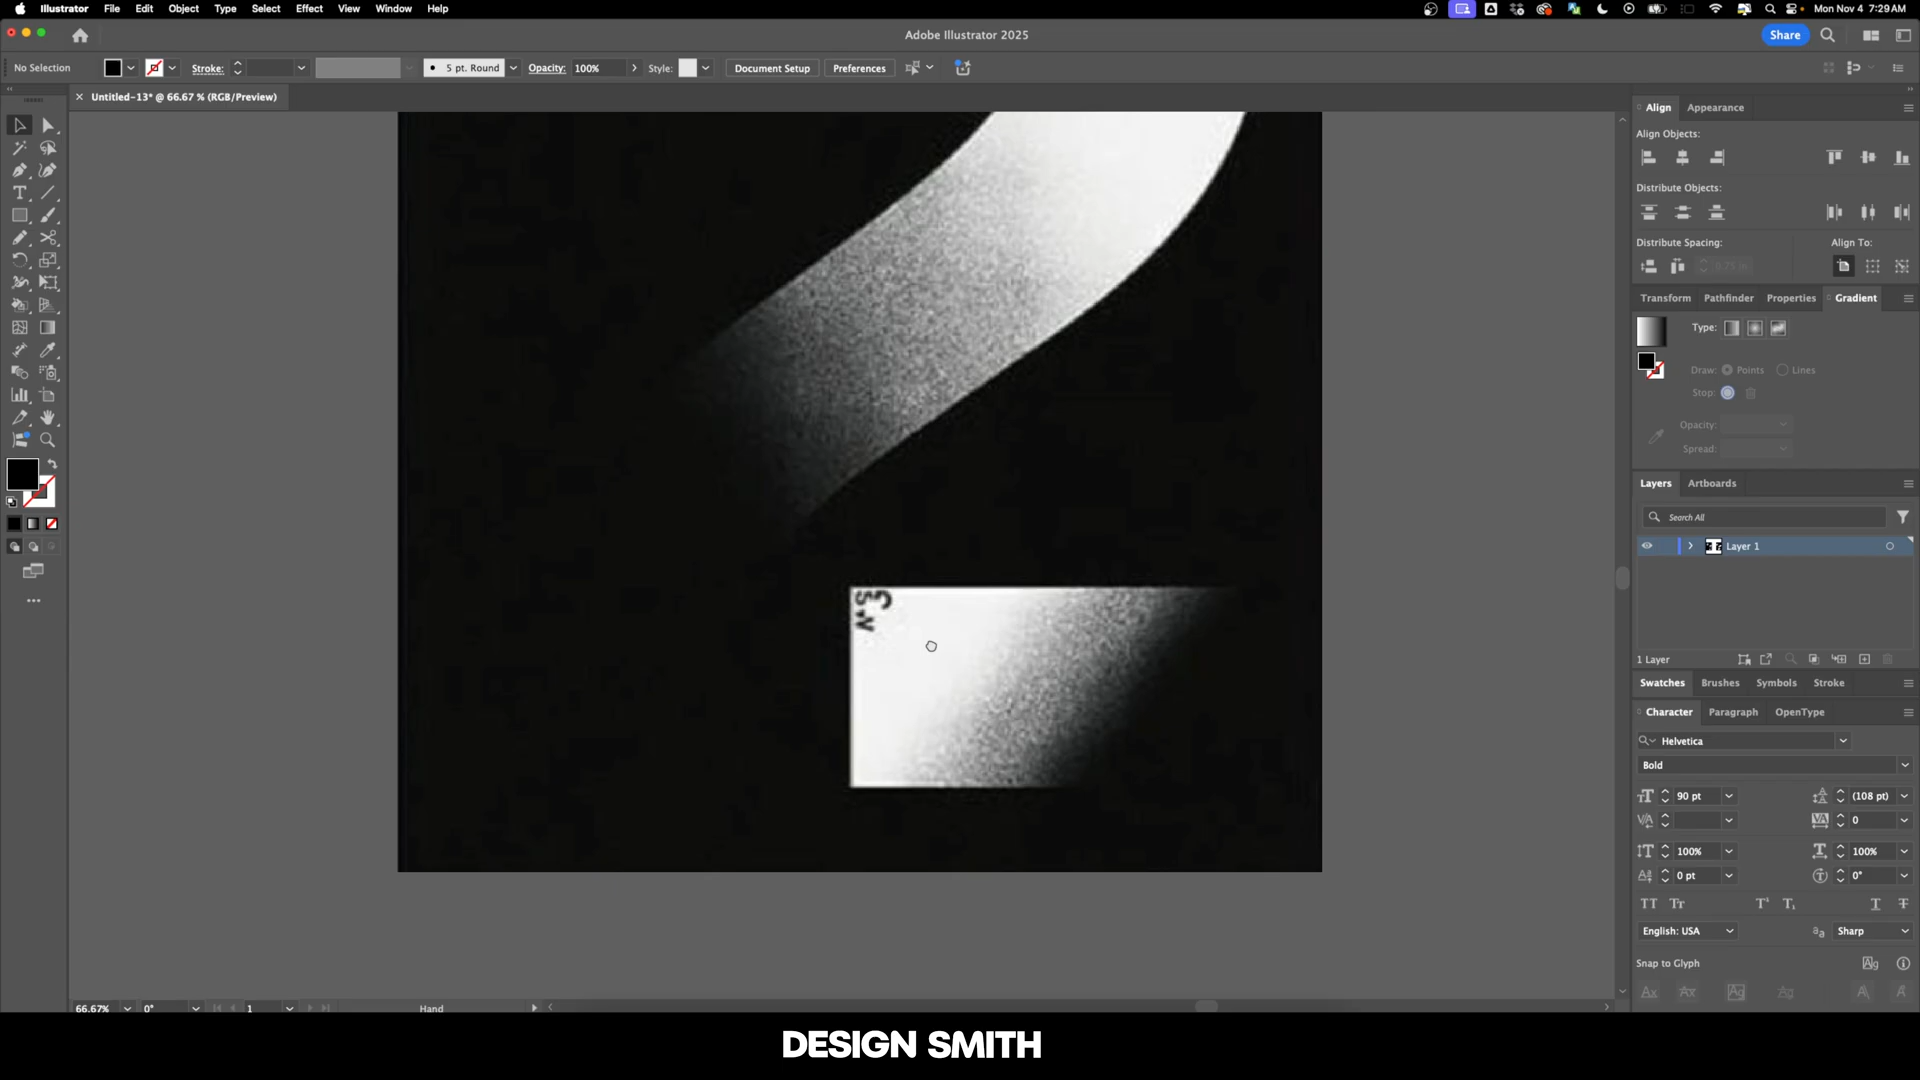 Illustrator File Edit Object Type Select Effect View Window Help
Mon Nov 4 7:29 AM
Adobe Illustrator 2025
Share
No Selection
Stroke:
5 pt. Round
Opacity: 100%
Style:
Document Setup
Preferences
Untitled-13* @ 66.67 % (RGB/Preview)
Align Appearance
Align Objects:
Distribute Objects:
Distribute Spacing:
Align To:
0.75 in
Transform Pathfinder Properties Gradient
Type:
Draw: Points Lines
Stop:
Opacity:
Spread:
Layers Artboards
Search All
Layer 1
1 Layer
Swatches Brushes Symbols Stroke
Character Paragraph OpenType
Helvetica
Bold
90 pt
(108 pt)
0
100%
100%
0 pt
0°
English: USA
Sharp
Snap to Glyph
66.67%
0°
1
Hand
DESIGN SMITH